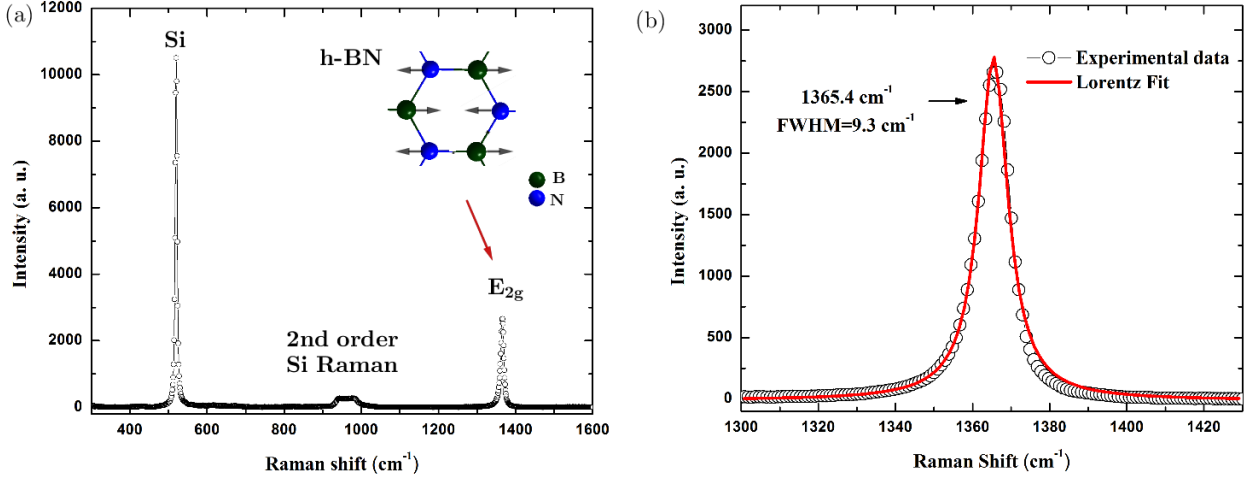 (a)
12000
10000
8000
6000
4000
2000
0
Intensity (a. u.)
Si
h-BN
B
N
E2g
2nd order
Si Raman
400 600 800 1000 1200 1400 1600
Raman shift (cm-1)
(b)
3000
2500
2000
1500
1000
500
0
Intensity (a. u.)
Experimental data
Lorentz Fit
1365.4 cm-1
FWHM=9.3 cm-1
1300 1320 1340 1360 1380 1400 1420
Raman Shift (cm-1)